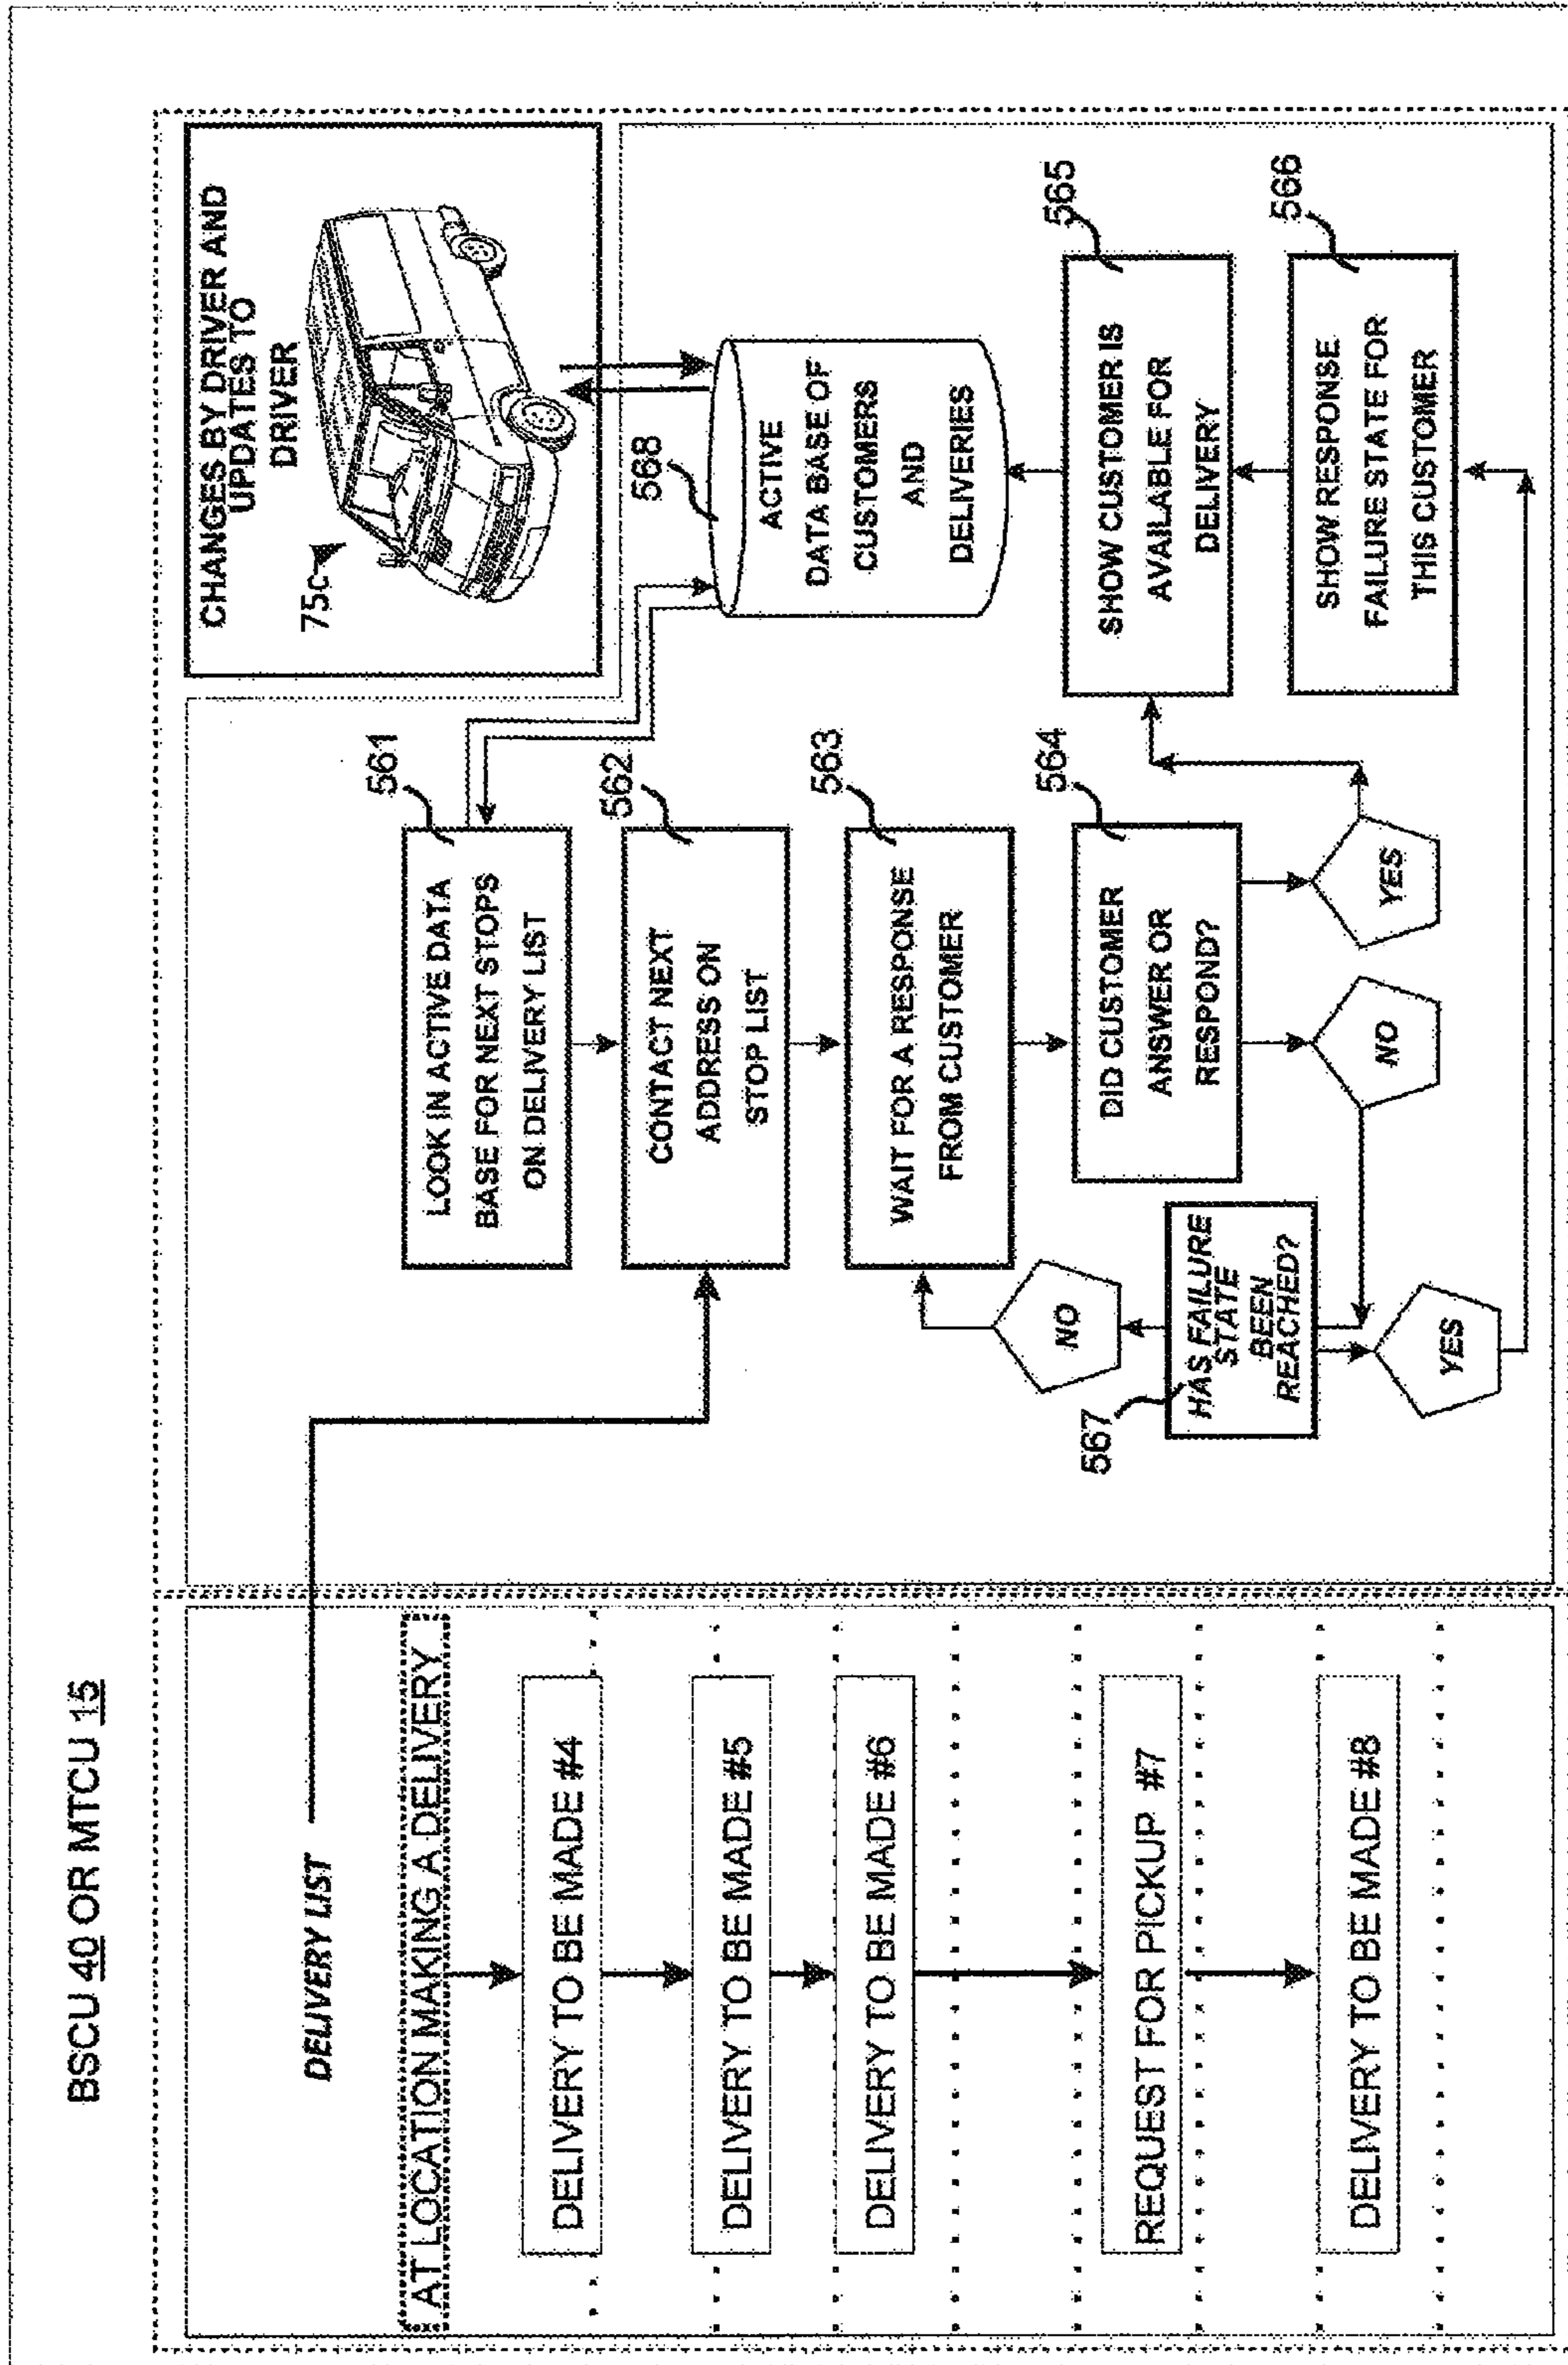 BSCU 40 OR MTCU 15
DELIVERY LIST
AT LOCATION MAKING A DELIVERY
DELIVERY TO BE MADE #4
DELIVERY TO BE MADE #5
DELIVERY TO BE MADE #6
REQUEST FOR PICKUP #7
DELIVERY TO BE MADE #8
561
LOOK IN ACTIVE DATA
BASE FOR NEXT STOPS
ON DELIVERY LIST
562
CONTACT NEXT
ADDRESS ON
STOP LIST
563
WAIT FOR A RESPONSE
FROM CUSTOMER
564
DID CUSTOMER
ANSWER OR
RESPOND?
NO
567
HAS FAILURE
STATE
BEEN
REACHED?
YES
NO
YES
CHANGES BY DRIVER AND
UPDATES TO
DRIVER
75c
568
ACTIVE
DATA BASE OF
CUSTOMERS
AND
DELIVERIES
565
SHOW CUSTOMER IS
AVAILABLE FOR
DELIVERY
566
SHOW RESPONSE
FAILURE STATE FOR
THIS CUSTOMER